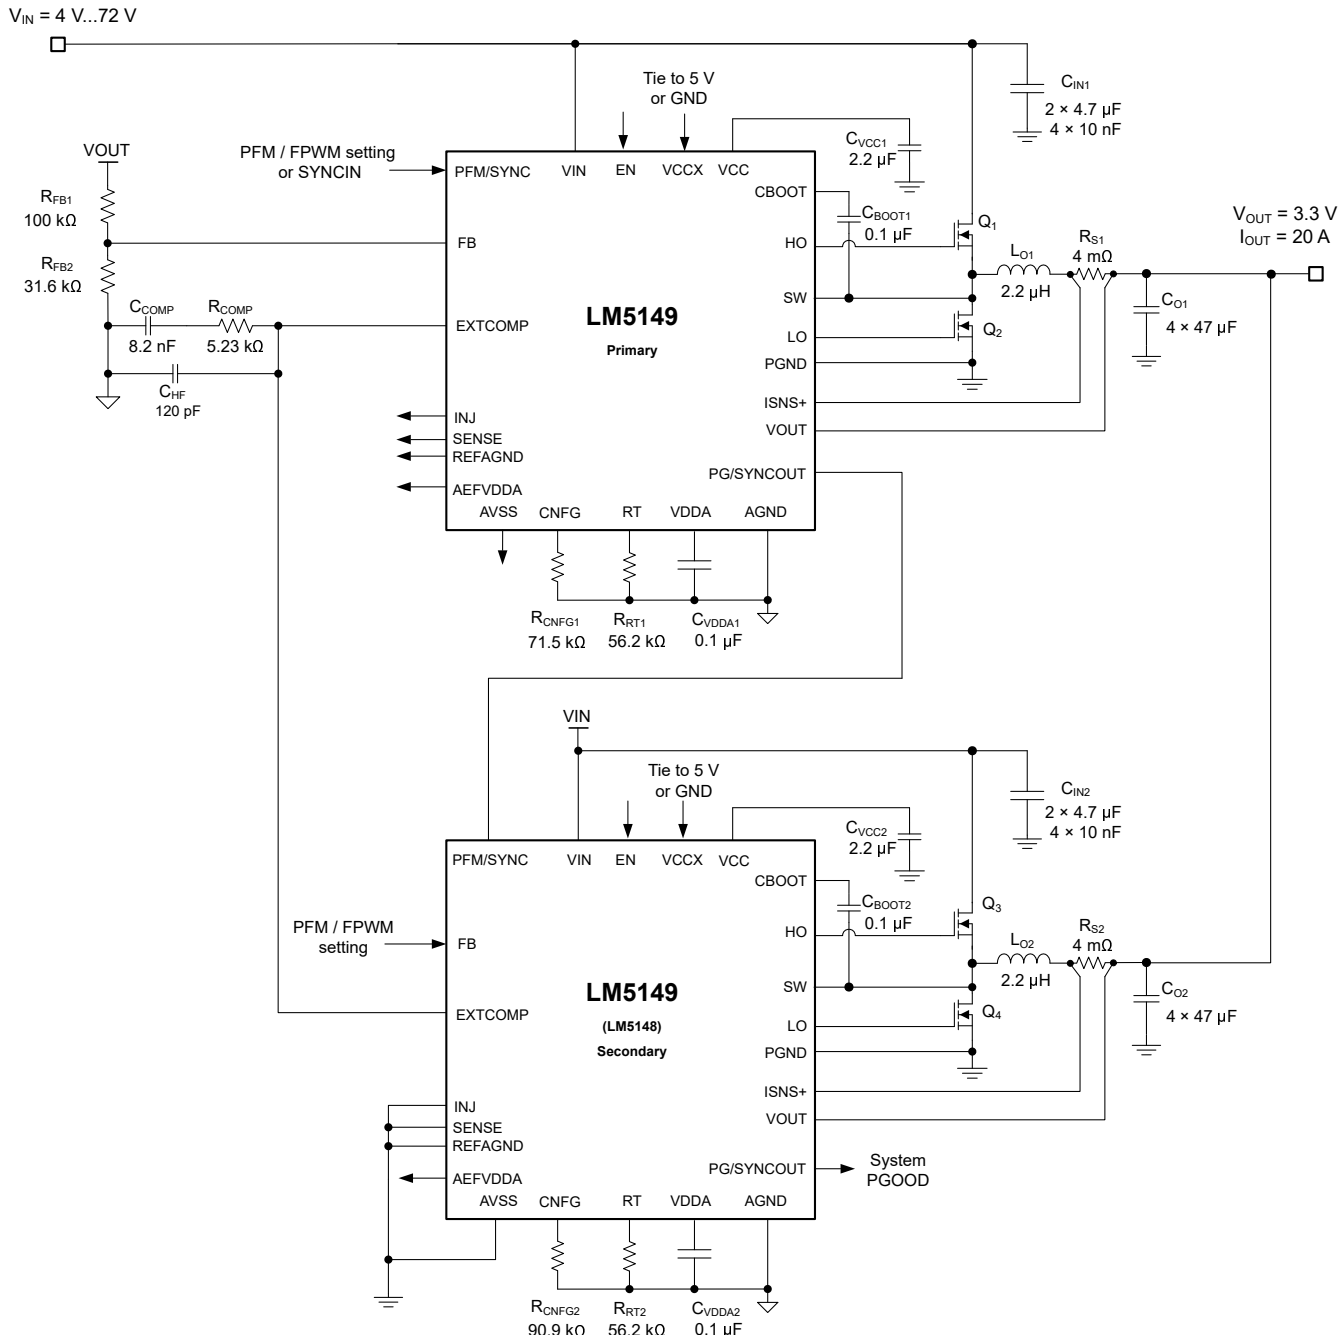 V_IN = 4 V...72 V
Tie to 5 V
or GND
C_IN1
2 × 4.7 µF
4 × 10 nF
VOUT
PFM / FPWM setting
or SYNCIN
C_VCC1
2.2 µF
PFM/SYNC
VIN
EN
VCCX
VCC
CBOOT
R_FB1
100 kΩ
C_BOOT1
0.1 µF
Q_1
V_OUT = 3.3 V
I_OUT = 20 A
FB
HO
R_FB2
31.6 kΩ
L_O1
2.2 µH
R_S1
4 mΩ
SW
C_COMP
8.2 nF
R_COMP
5.23 kΩ
EXTCOMP
LM5149
Primary
LO
Q_2
C_O1
4 × 47 µF
PGND
C_HF
120 pF
INJ
SENSE
REFAGND
AEFVDDA
ISNS+
VOUT
PG/SYNCOUT
AVSS
CNFG
RT
VDDA
AGND
R_CNFG1
71.5 kΩ
R_RT1
56.2 kΩ
C_VDDA1
0.1 µF
VIN
Tie to 5 V
or GND
C_IN2
2 × 4.7 µF
4 × 10 nF
C_VCC2
2.2 µF
PFM/SYNC
VIN
EN
VCCX
VCC
CBOOT
C_BOOT2
0.1 µF
Q_3
PFM / FPWM
setting
FB
HO
L_O2
2.2 µH
R_S2
4 mΩ
SW
LM5149
(LM5148)
Secondary
EXTCOMP
LO
Q_4
C_O2
4 × 47 µF
PGND
INJ
SENSE
REFAGND
AEFVDDA
ISNS+
VOUT
PG/SYNCOUT
System
PGOOD
AVSS
CNFG
RT
VDDA
AGND
R_CNFG2
90.9 kΩ
R_RT2
56.2 kΩ
C_VDDA2
0.1 µF